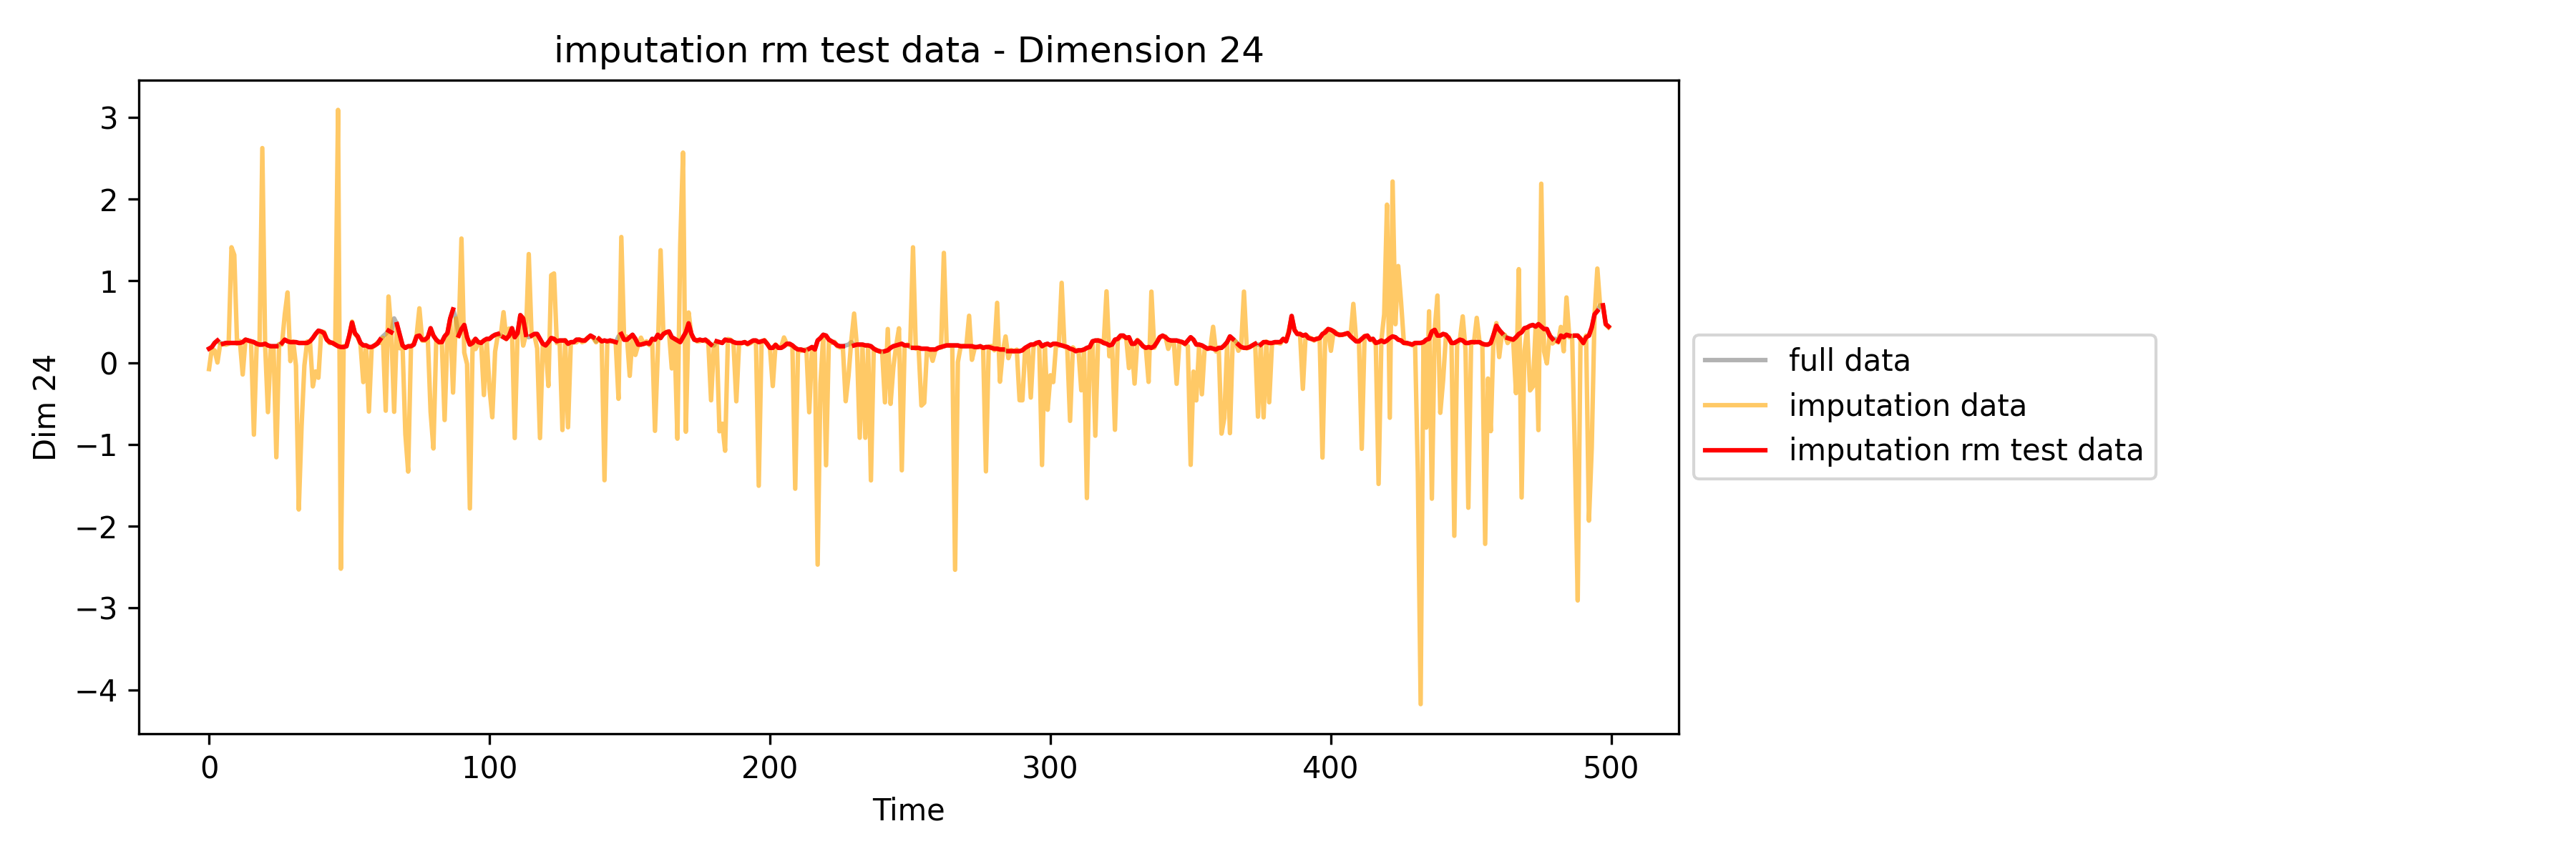 imputation rm test data - Dimension 24
3
2
1
0
−1
−2
−3
−4
Dim 24
0 100 200 300 400 500
Time
full data
imputation data
imputation rm test data